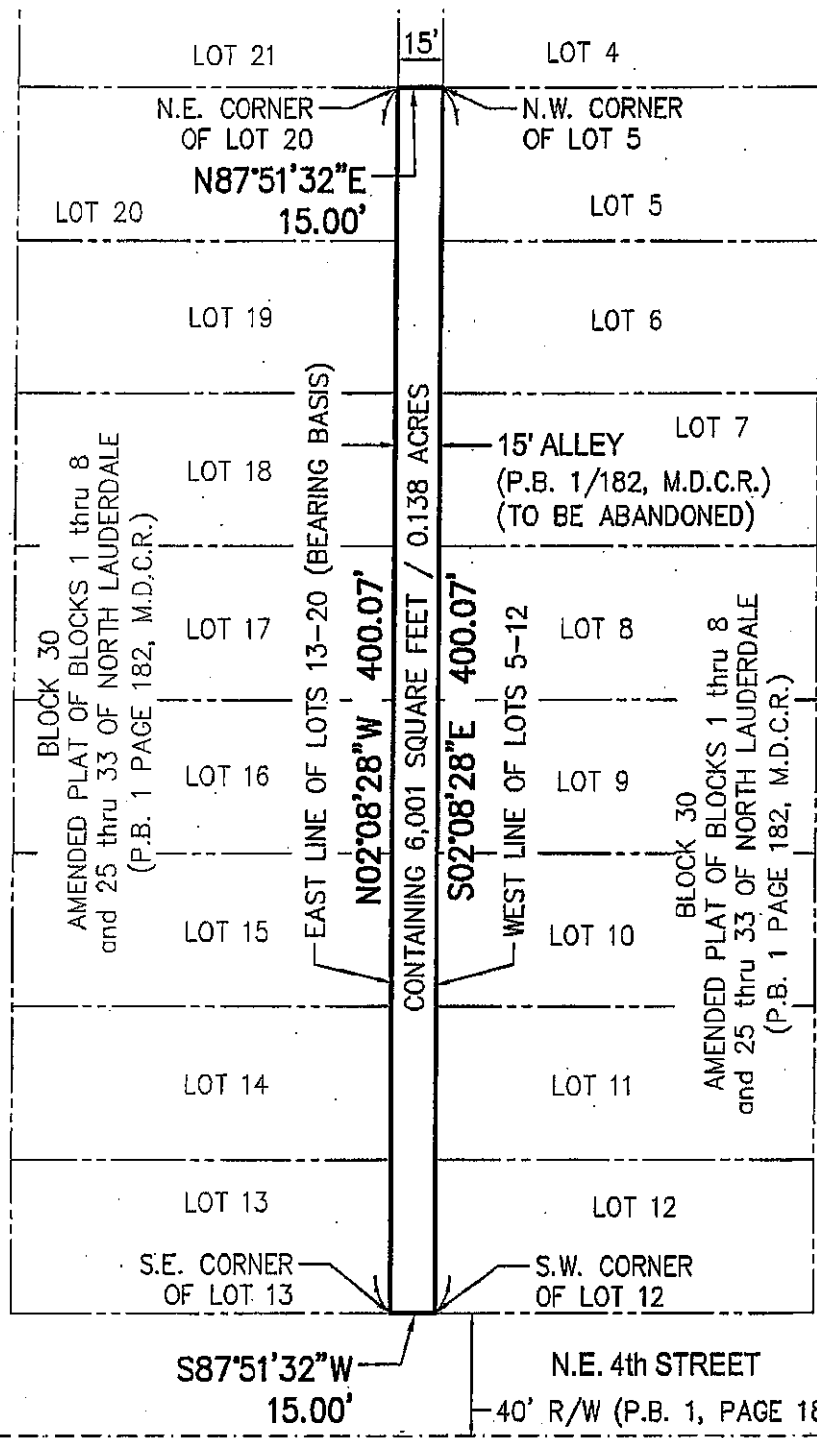 LOT 21
15'
LOT 4
N.E. CORNER
OF LOT 20
N.W. CORNER
OF LOT 5
N87°51'32"E
15.00'
LOT 20
LOT 5
LOT 19
LOT 6
LOT 18
LOT 7
15' ALLEY
(P.B. 1/182, M.D.C.R.)
(TO BE ABANDONED)
BLOCK 30
AMENDED PLAT OF BLOCKS 1 thru 8
and 25 thru 33 OF NORTH LAUDERDALE
(P.B. 1 PAGE 182, M.D.C.R.)
EAST LINE OF LOTS 13-20 (BEARING BASIS)
N02°08'28"W 400.07'
CONTAINING 6,001 SQUARE FEET / 0.138 ACRES
S02°08'28"E 400.07'
WEST LINE OF LOTS 5-12
BLOCK 30
AMENDED PLAT OF BLOCKS 1 thru 8
and 25 thru 33 OF NORTH LAUDERDALE
(P.B. 1 PAGE 182, M.D.C.R.)
LOT 17
LOT 8
LOT 16
LOT 9
LOT 15
LOT 10
LOT 14
LOT 11
LOT 13
LOT 12
S.E. CORNER
OF LOT 13
S.W. CORNER
OF LOT 12
S87°51'32"W
15.00'
N.E. 4th STREET
40' R/W (P.B. 1, PAGE 18